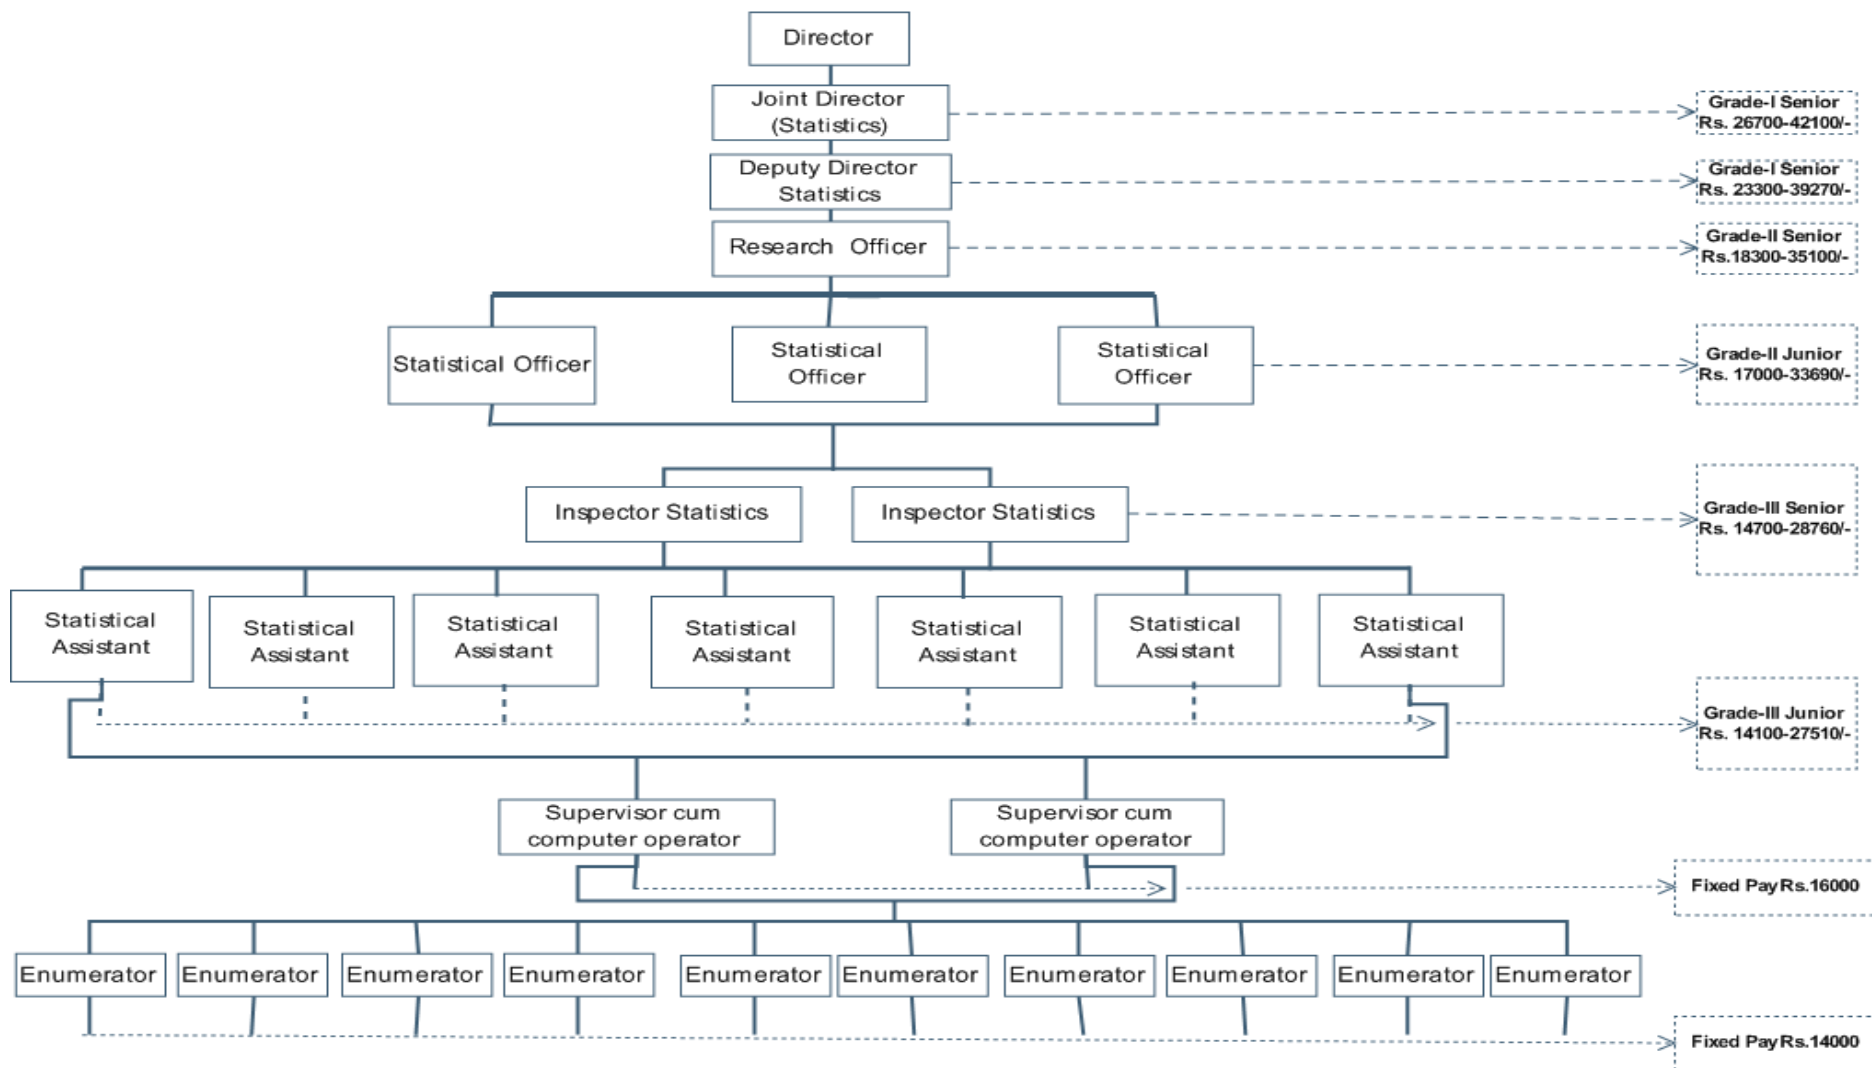 Director
Joint Director
(Statistics)
Grade-I Senior
Rs. 26700-42100/-
Deputy Director
Statistics
Grade-I Senior
Rs. 23300-39270/-
Research Officer
Grade-II Senior
Rs.18300-35100/-
Statistical Officer
Statistical
Officer
Statistical
Officer
Grade-II Junior
Rs. 17000-33690/-
Inspector Statistics
Inspector Statistics
Grade-III Senior
Rs. 14700-28760/-
Statistical
Assistant
Statistical
Assistant
Statistical
Assistant
Statistical
Assistant
Statistical
Assistant
Statistical
Assistant
Statistical
Assistant
Grade-III Junior
Rs. 14100-27510/-
Supervisor cum
computer operator
Supervisor cum
computer operator
Fixed Pay Rs.16000
Enumerator
Enumerator
Enumerator
Enumerator
Enumerator
Enumerator
Enumerator
Enumerator
Enumerator
Enumerator
Fixed Pay Rs.14000